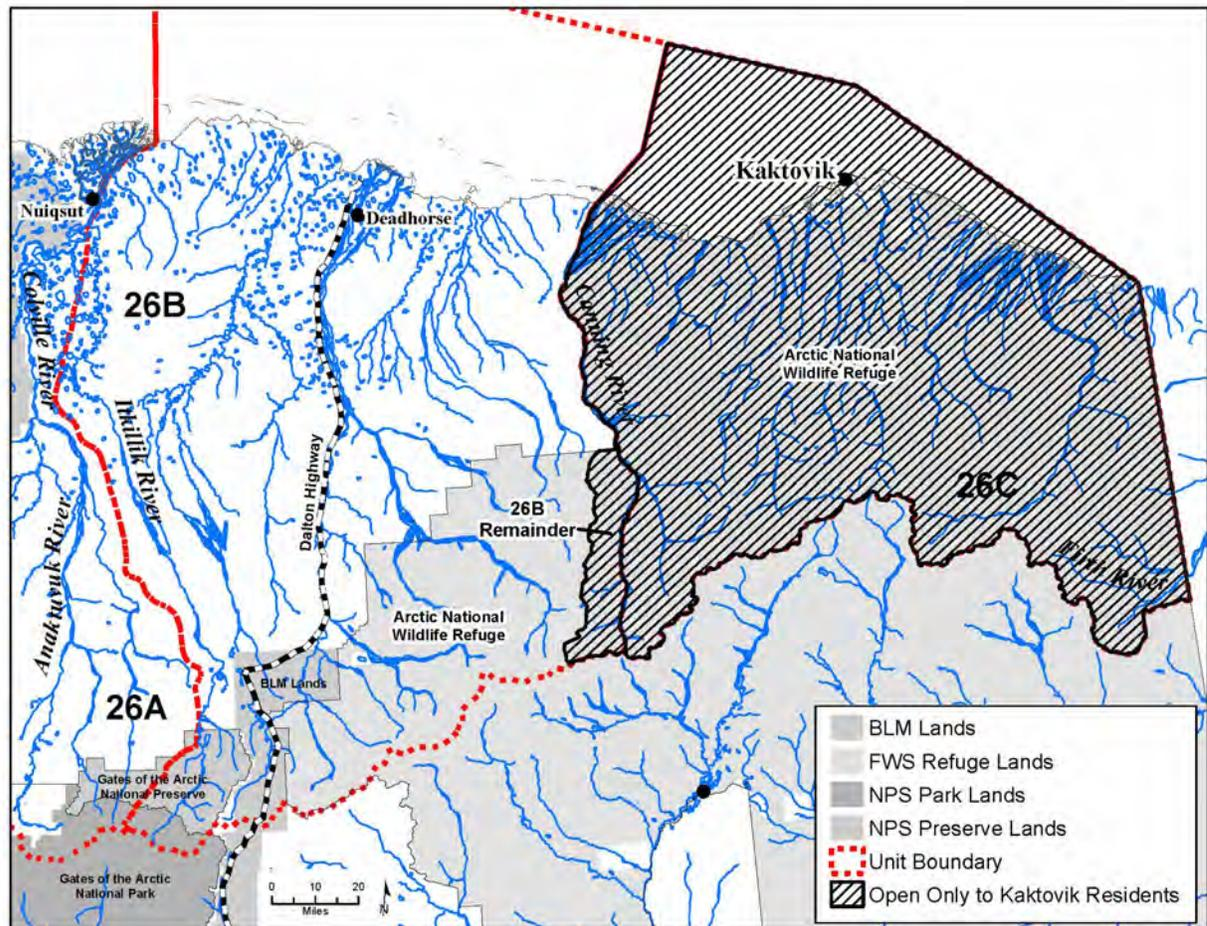 Kaktovik
Nuiqsut
Deadhorse
26B
Colville River
Canning River
Arctic National
Wildlife Refuge
Itkillik River
Dalton Highway
26C
26B
Remainder
Anaktuvuk River
Firth River
Arctic National
Wildlife Refuge
BLM Lands
26A
Gates of the Arctic
National Preserve
Gates of the Arctic
National Park
0 10 20
Miles
N
BLM Lands
FWS Refuge Lands
NPS Park Lands
NPS Preserve Lands
Unit Boundary
Open Only to Kaktovik Residents